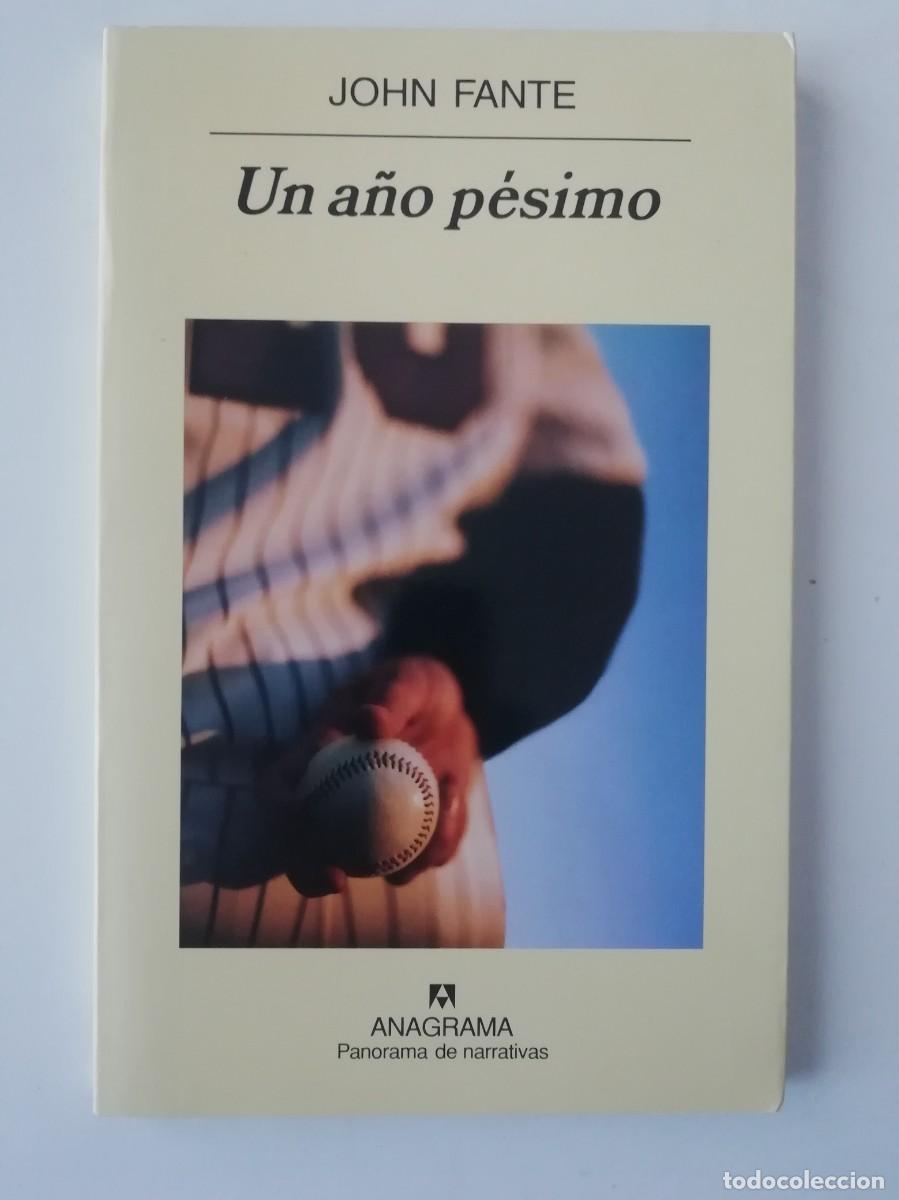 JOHN FANTE
Un año pésimo
ANAGRAMA
Panorama de narrativas
todocoleccion